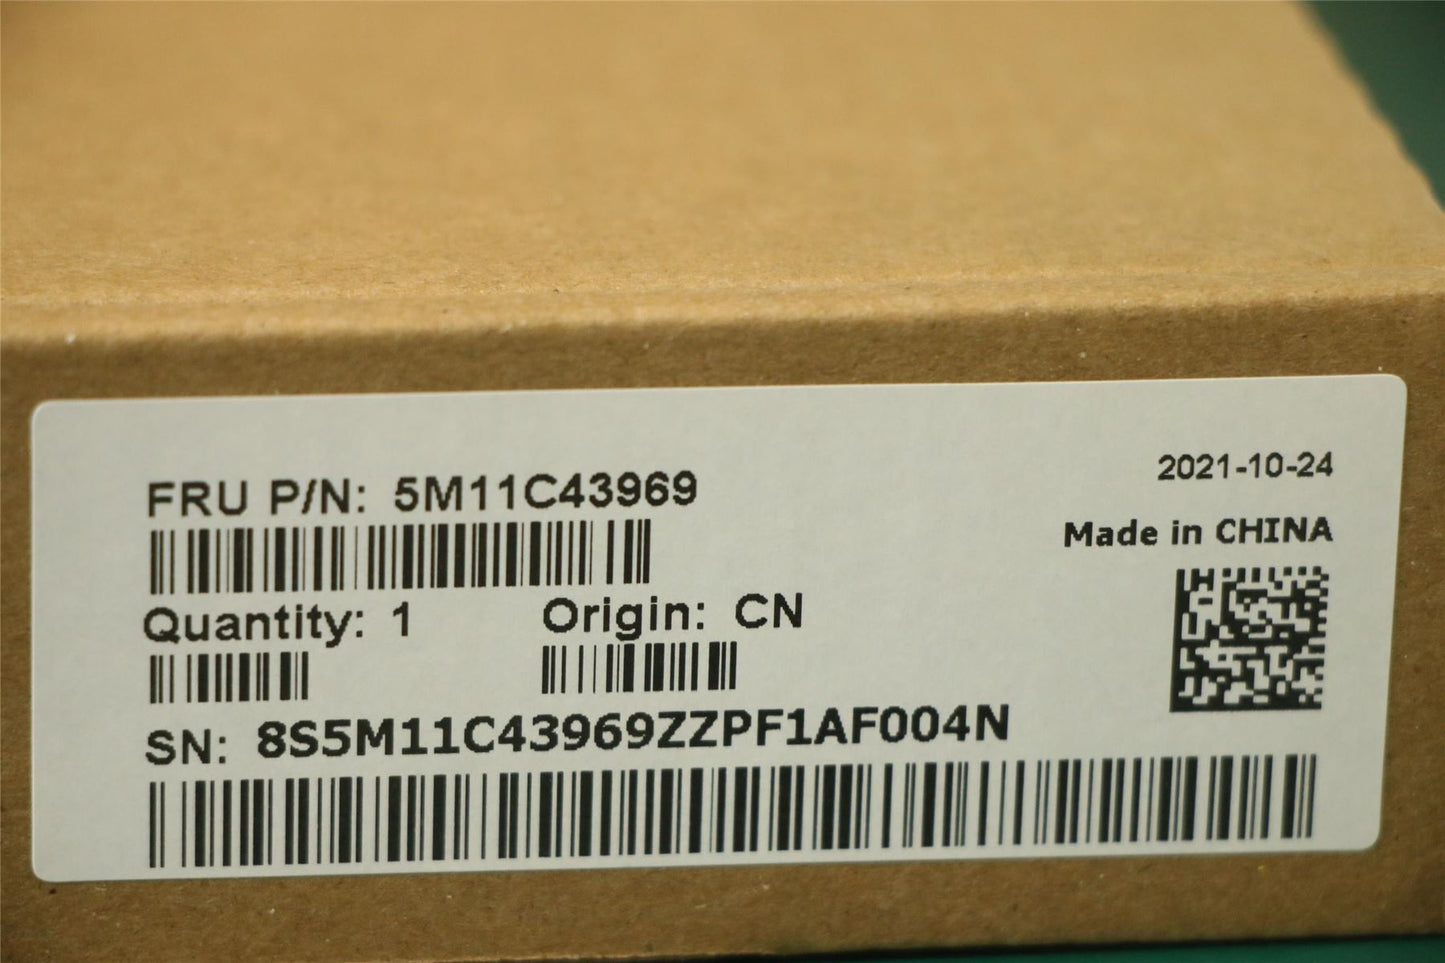 2021-10-24
FRU P/N: 5M11C43969
Made in CHINA
Quantity: 1 Origin: CN
SN: 8S5M11C43969ZZPF1AF004N